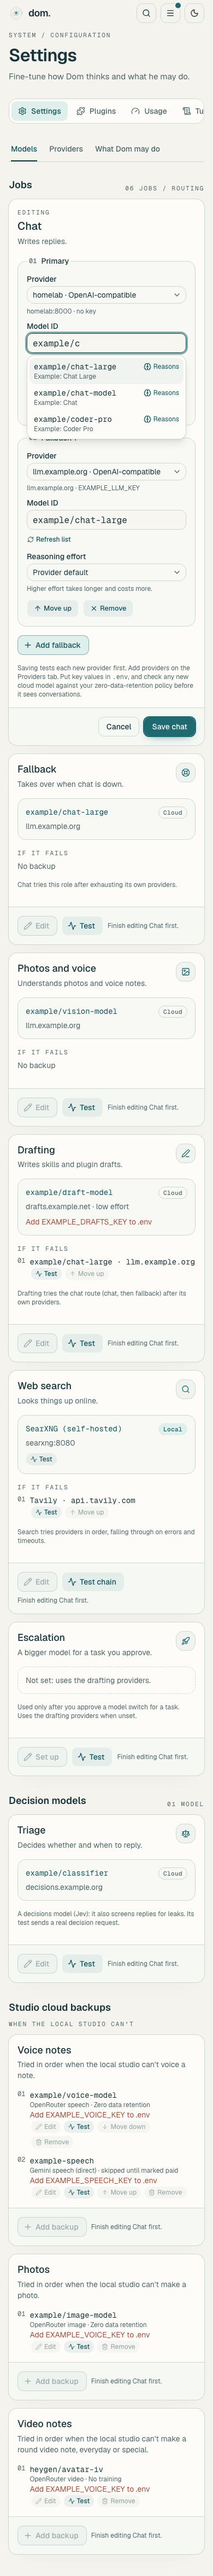 dom.
SYSTEM / CONFIGURATION
Settings
Fine-tune how Dom thinks and what he may do.
Settings
Plugins
Usage
Tu
Models
Providers
What Dom may do
Jobs
06 JOBS / ROUTING
EDITING
Chat
Writes replies.
01 Primary
Provider
homelab · OpenAI-compatible
homelab:8000 · no key
Model ID
example/c
example/chat-large
Reasons
Example: Chat Large
example/chat-model
Reasons
Example: Chat
example/coder-pro
Reasons
Example: Coder Pro
Provider
llm.example.org · OpenAI-compatible
llm.example.org · EXAMPLE_LLM_KEY
Model ID
example/chat-large
Refresh list
Reasoning effort
Provider default
Higher effort takes longer and costs more.
Move up
Remove
Add fallback
Saving tests each new provider first. Add providers on the
Providers tab. Put key values in .env, and check any new
cloud model against your zero-data-retention policy before
it sees conversations.
Cancel
Save chat
Fallback
Takes over when chat is down.
example/chat-large
Cloud
llm.example.org
IF IT FAILS
No backup
Chat tries this role after exhausting its own providers.
Edit
Test
Finish editing Chat first.
Photos and voice
Understands photos and voice notes.
example/vision-model
Cloud
llm.example.org
IF IT FAILS
No backup
Edit
Test
Finish editing Chat first.
Drafting
Writes skills and plugin drafts.
example/draft-model
Cloud
drafts.example.net · low effort
Add EXAMPLE_DRAFTS_KEY to .env
IF IT FAILS
01 example/chat-large · llm.example.org
Test
Move up
Drafting tries the chat route (chat, then fallback) after its
own providers.
Edit
Test
Finish editing Chat first.
Web search
Looks things up online.
SearXNG (self-hosted)
Local
searxng:8080
Test
IF IT FAILS
01 Tavily · api.tavily.com
Test
Move up
Search tries providers in order, falling through on errors and
timeouts.
Edit
Test chain
Finish editing Chat first.
Escalation
A bigger model for a task you approve.
Not set: uses the drafting providers.
Used only after you approve a model switch for a task.
Uses the drafting providers when unset.
Set up
Test
Finish editing Chat first.
Decision models
01 MODEL
Triage
Decides whether and when to reply.
example/classifier
Cloud
decisions.example.org
A decisions model (Jev): it also screens replies for leaks. Its
test sends a real decision request.
Edit
Test
Finish editing Chat first.
Studio cloud backups
WHEN THE LOCAL STUDIO CAN'T
Voice notes
Tried in order when the local studio can't voice a
note.
01 example/voice-model
OpenRouter speech · Zero data retention
Add EXAMPLE_VOICE_KEY to .env
Edit
Test
Move down
Remove
02 example-speech
Gemini speech (direct) · skipped until marked paid
Add EXAMPLE_SPEECH_KEY to .env
Edit
Test
Move up
Remove
Add backup
Finish editing Chat first.
Photos
Tried in order when the local studio can't make a
photo.
01 example/image-model
OpenRouter image · Zero data retention
Add EXAMPLE_VOICE_KEY to .env
Edit
Test
Remove
Add backup
Finish editing Chat first.
Video notes
Tried in order when the local studio can't make a
round video note, everyday or special.
01 heygen/avatar-iv
OpenRouter video · No training
Add EXAMPLE_VOICE_KEY to .env
Edit
Test
Remove
Add backup
Finish editing Chat first.